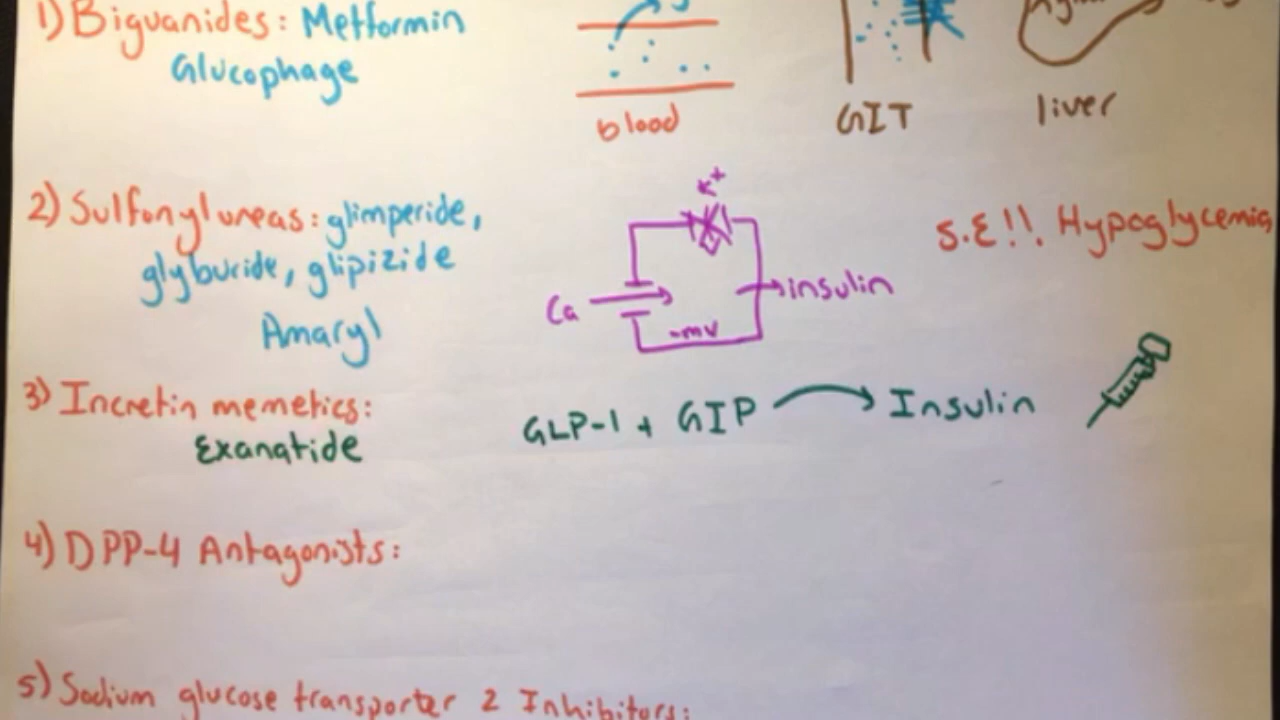 1) Biguanides: Metformin
Glucophage
blood
GIT
liver
2) Sulfonylureas: glimperide,
glyburide, glipizide
Amaryl
K+
Ca
insulin
-mv
S.E!!. Hypoglycemia,
3) Incretin memetics:
Exanatide
GLP-1 + GIP
Insulin
4) DPP-4 Antagonists:
5) Sodium glucose transporter 2 Inhibitors: